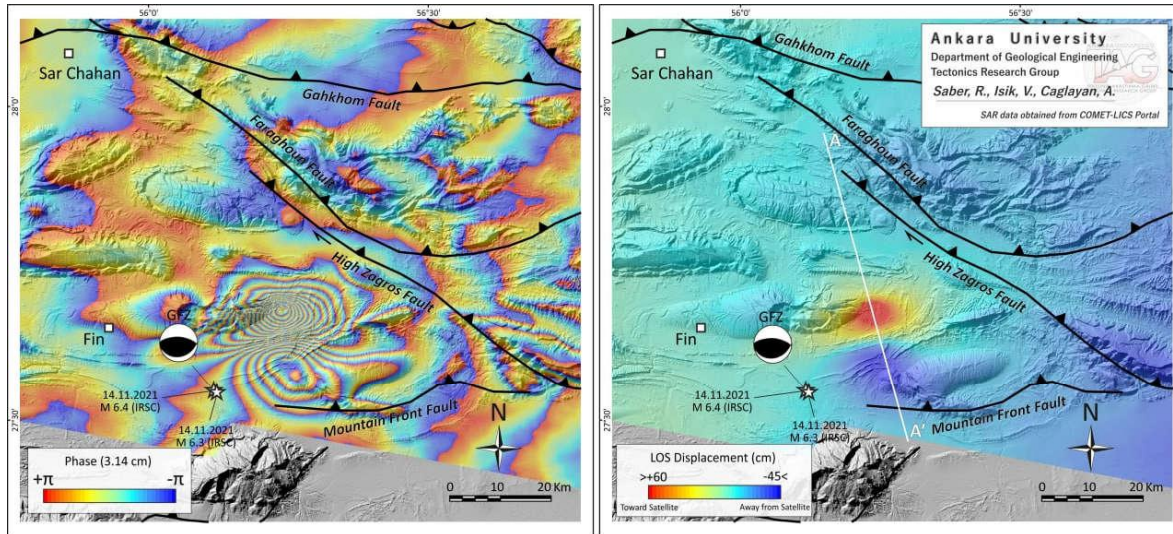 56°0'
56°30'
28°0'
27°30'
Sar Chahan
Gahkhom Fault
Faraghoun Fault
High Zagros Fault
GFZ
Fin
14.11.2021
M 6.4 (IRSC)
14.11.2021
M 6.3 (IRSC)
Mountain Front Fault
N
Phase (3.14 cm)
+π
-π
0 10 20 Km
56°0'
56°30'
28°0'
27°30'
Ankara University
Department of Geological Engineering
Tectonics Research Group
Saber, R., Isik, V., Caglayan, A.
SAR data obtained from COMET-LICS Portal
Sar Chahan
Gahkhom Fault
Faraghoun Fault
A
High Zagros Fault
GFZ
Fin
14.11.2021
M 6.4 (IRSC)
14.11.2021
M 6.3 (IRSC)
Mountain Front Fault
A'
N
LOS Displacement (cm)
>+60
-45<
Toward Satellite
Away from Satellite
0 10 20 Km